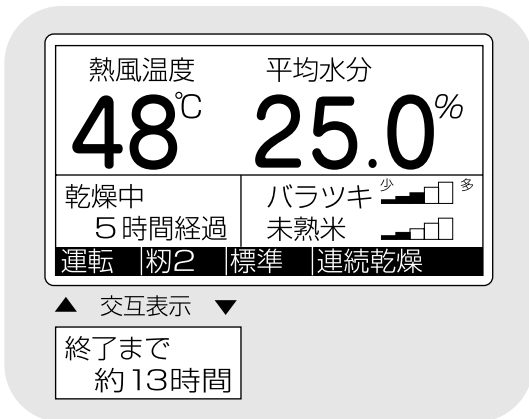 熱風温度 平均水分
48℃ 25.0%
乾燥中
5時間経過
バラツキ 少 多
未熟米
運転 籾2 標準 連続乾燥
▲ 交互表示 ▼
終了まで
約13時間